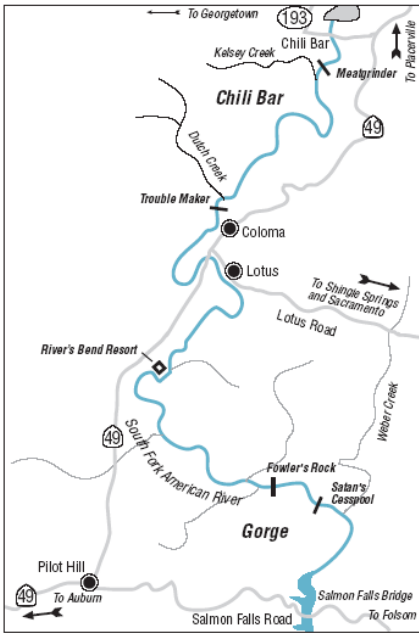 To Georgetown
193
Chili Bar
To Placerville
Kelsey Creek
Meatgrinder
Chili Bar
49
Dutch Creek
Trouble Maker
Coloma
Lotus
To Shingle Springs
and Sacramento
Lotus Road
River's Bend Resort
Weber Creek
49
South Fork American River
Fowler's Rock
Satan's
Cesspool
Gorge
Pilot Hill
49
To Auburn
Salmon Falls Bridge
Salmon Falls Road
To Folsom